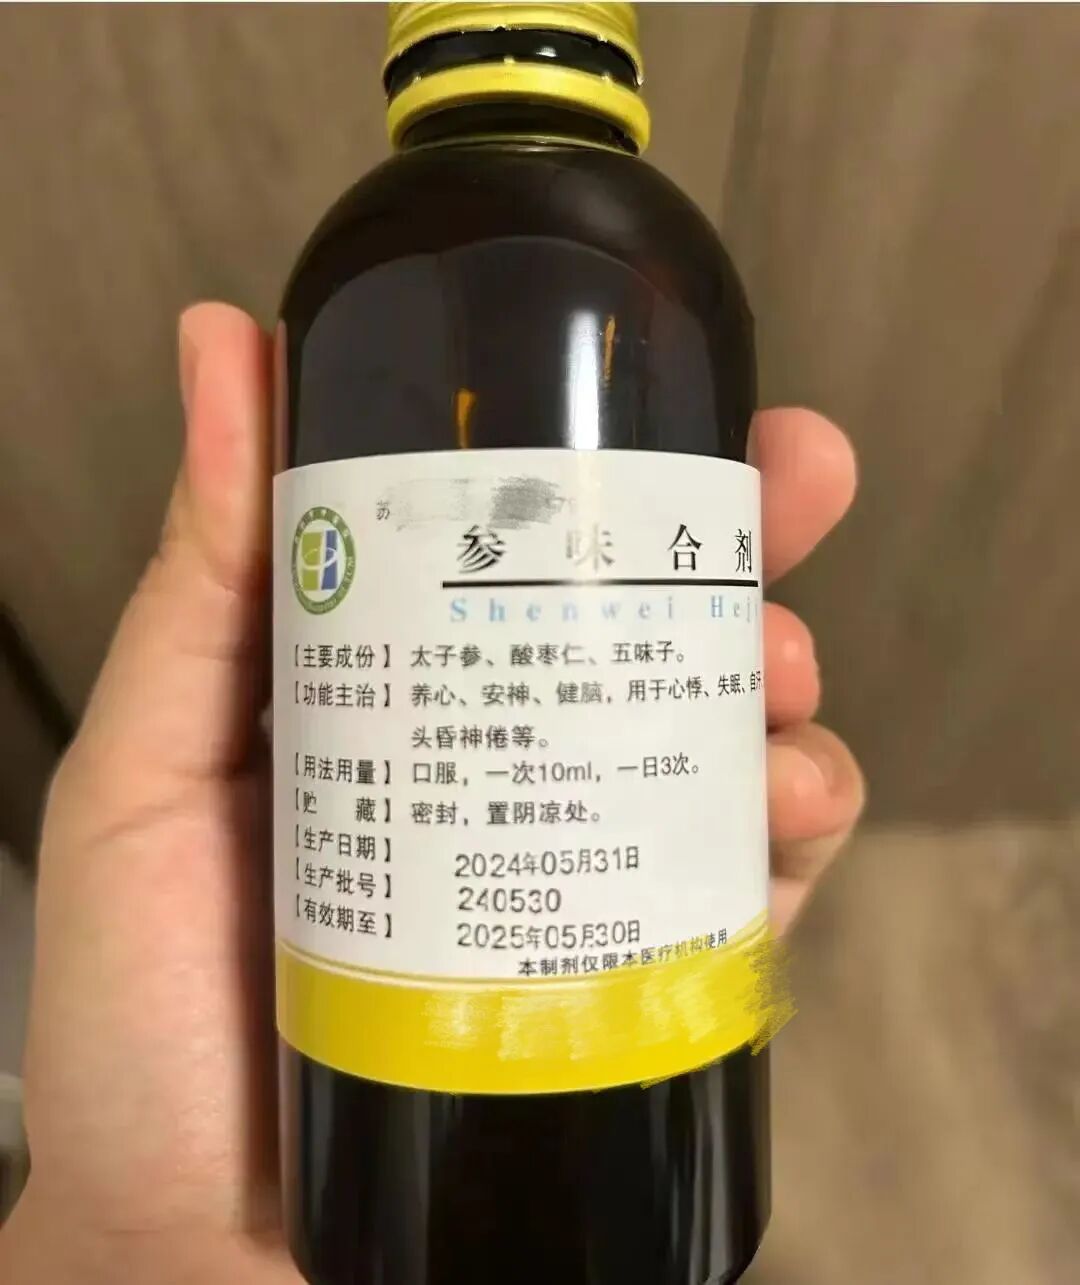 苏
参味合剂
Shenwei Hej
【主要成份】太子参、酸枣仁、五味子。
【功能主治】养心、安神、健脑，用于心悸、失眠、自汗、
头昏神倦等。
【用法用量】口服，一次10ml，一日3次。
【贮 藏】密封，置阴凉处。
【生产日期】2024年05月31日
【生产批号】240530
【有效期至】2025年05月30日
本制剂仅限本医疗机构使用